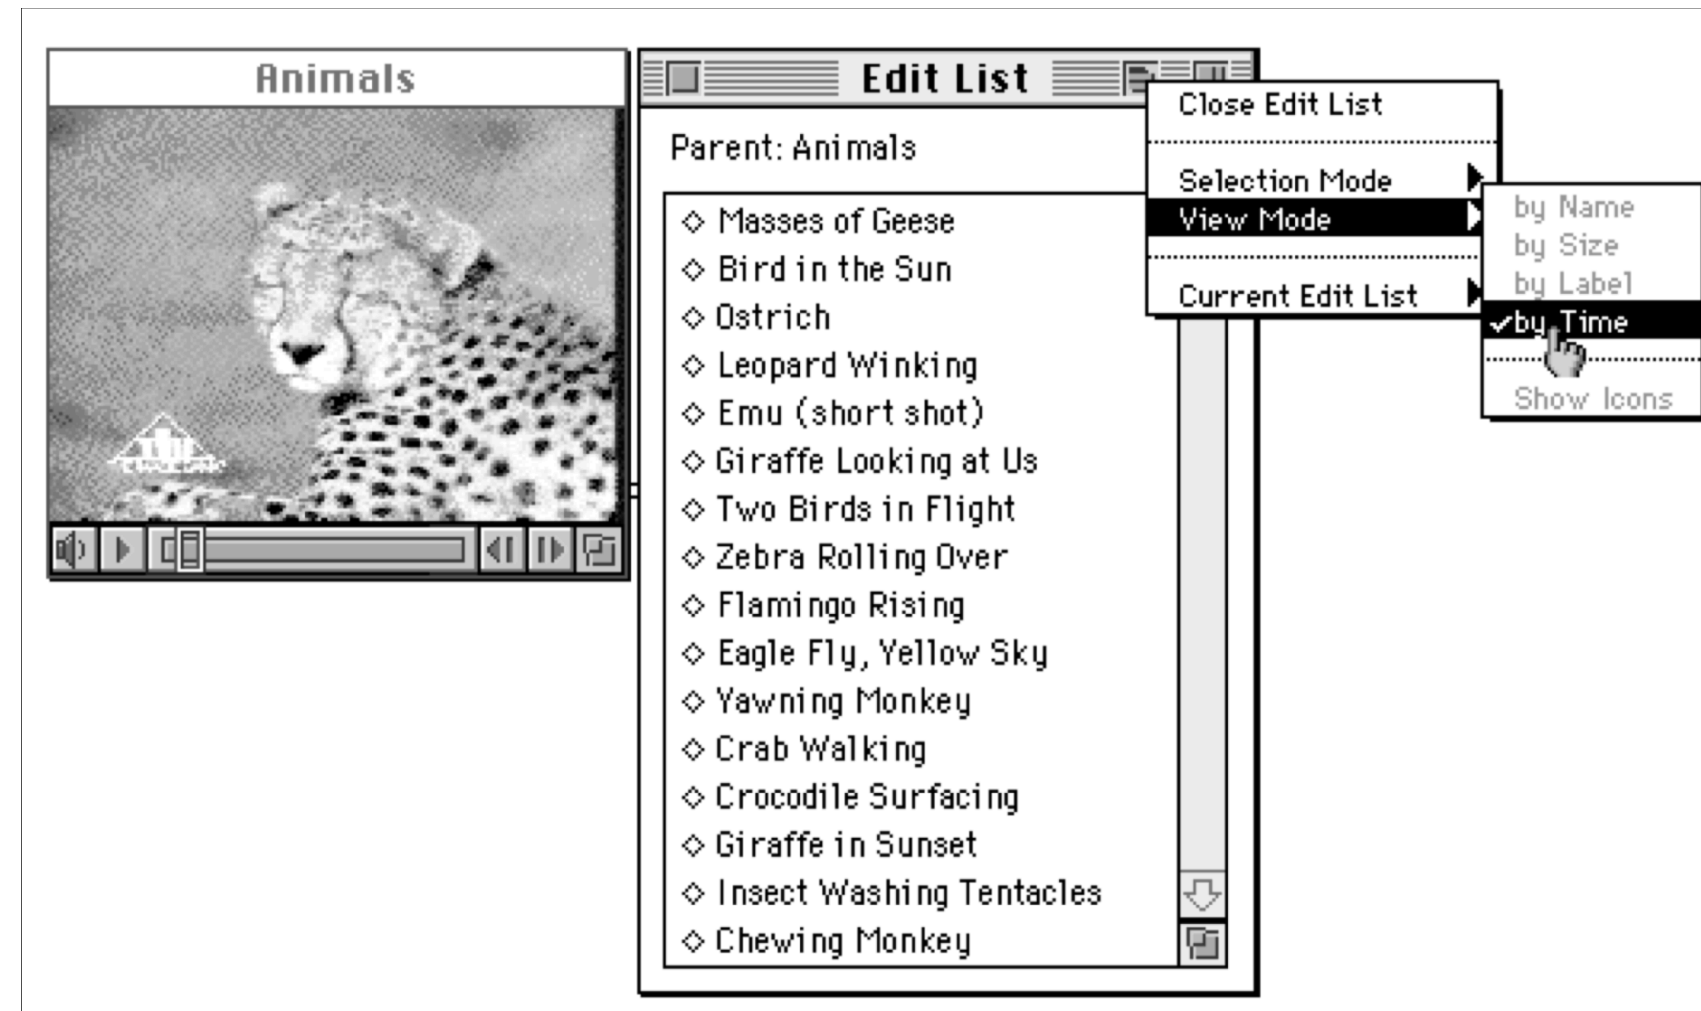 Animals
Edit List
Parent: Animals
Masses of Geese
Bird in the Sun
Ostrich
Leopard Winking
Emu (short shot)
Giraffe Looking at Us
Two Birds in Flight
Zebra Rolling Over
Flamingo Rising
Eagle Fly, Yellow Sky
Yawning Monkey
Crab Walking
Crocodile Surfacing
Giraffe in Sunset
Insect Washing Tentacles
Chewing Monkey
Close Edit List
Selection Mode
View Mode
Current Edit List
by Name
by Size
by Label
by Time
Show Icons